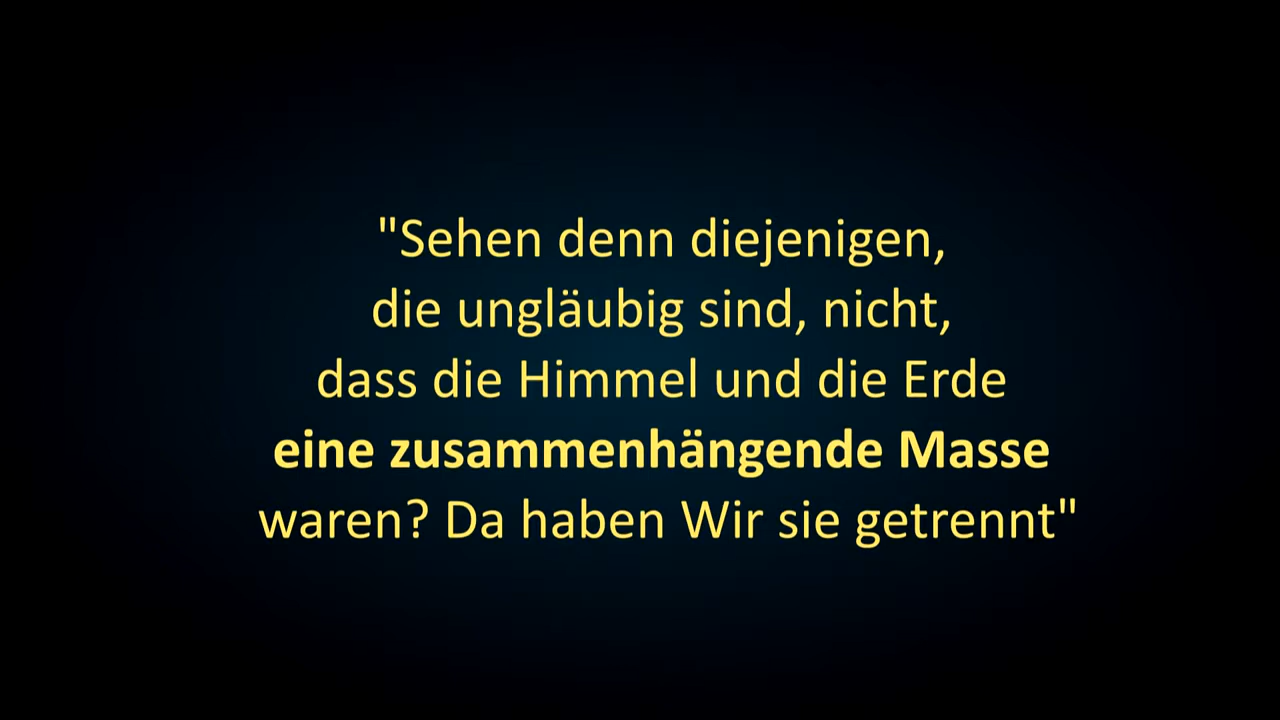 "Sehen denn diejenigen,
die ungläubig sind, nicht,
dass die Himmel und die Erde
eine zusammenhängende Masse
waren? Da haben Wir sie getrennt"